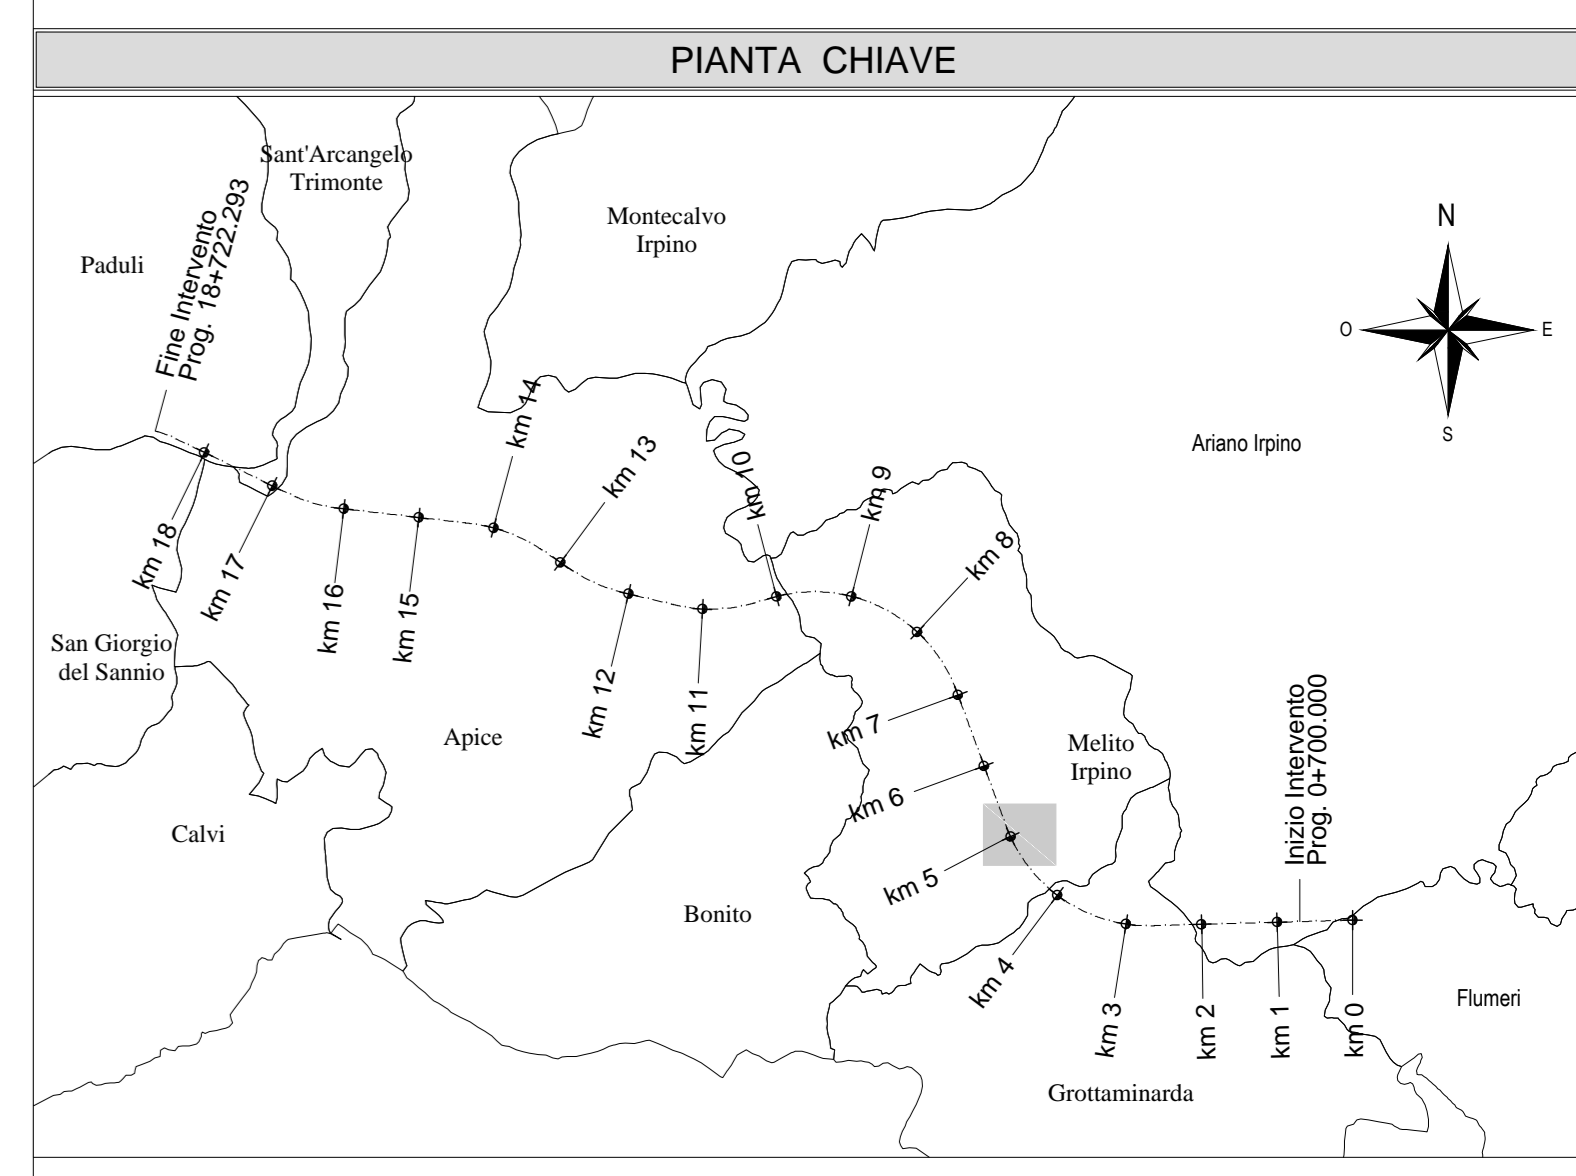 PIANTA CHIAVE
Sant'Arcangelo
Trimonte
Montecalvo
Irpino
Paduli
Fine Intervento
Prog. 18+722.293
N
O
E
S
Ariano Irpino
km 14
km 13
km 10
km 9
km 8
km 18
km 17
km 16
km 15
km 12
km 11
San Giorgio
del Sannio
Apice
km 7
Melito
Irpino
Inizio Intervento
Prog. 0+700.000
km 6
Calvi
km 5
Bonito
km 4
km 3
km 2
km 1
km 0
Flumeri
Grottaminarda